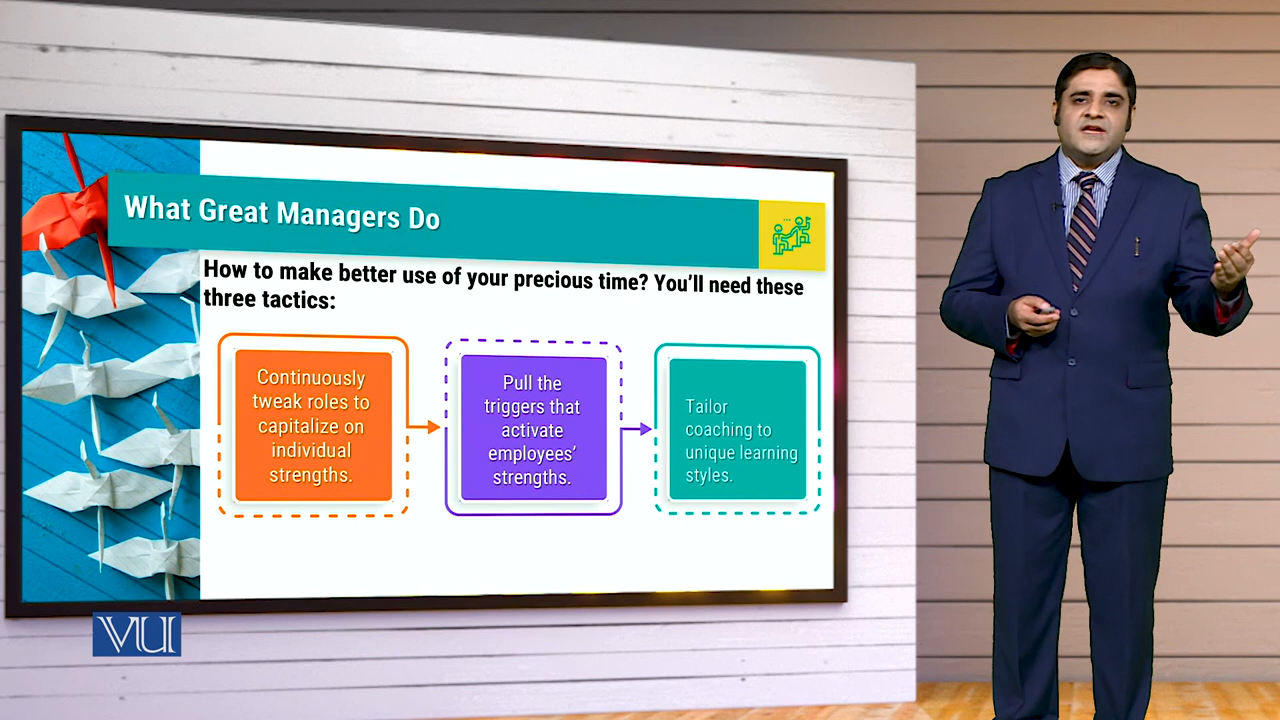 What Great Managers Do
How to make better use of your precious time? You’ll need these
three tactics:
Continuously
tweak roles to
capitalize on
individual
strengths.
Pull the
triggers that
activate
employees’
strengths.
Tailor
coaching to
unique learning
styles.
VU